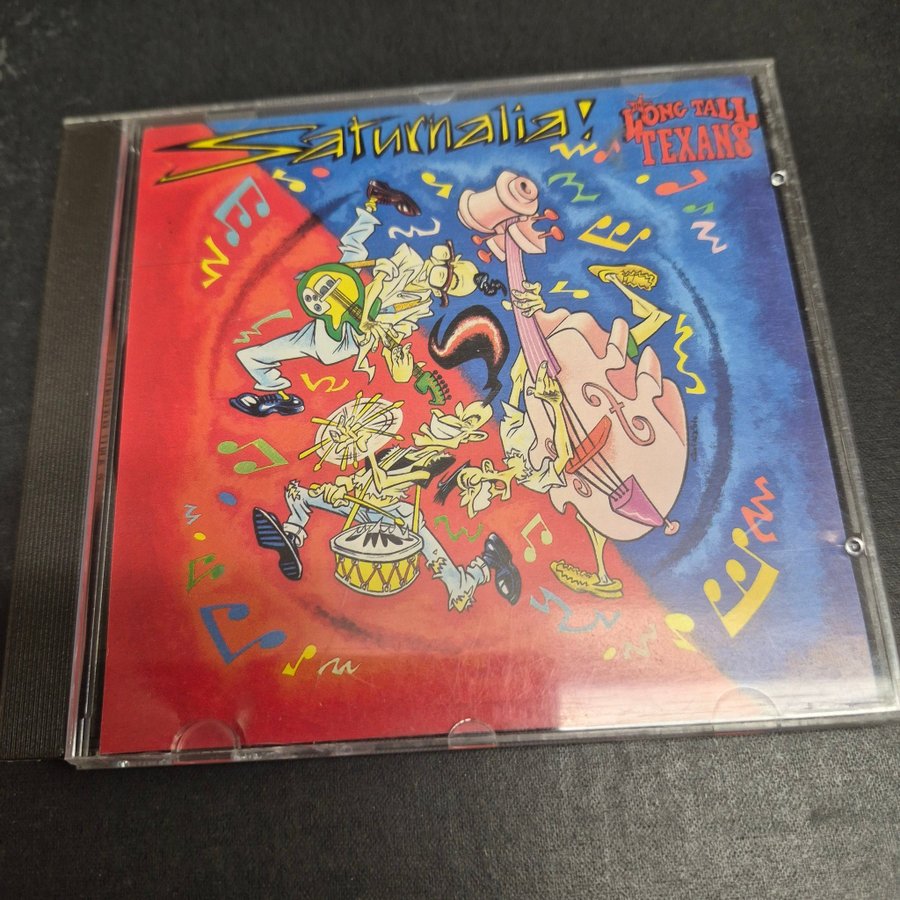 Saturnalia!
THE
LONG TALL
TEXANS